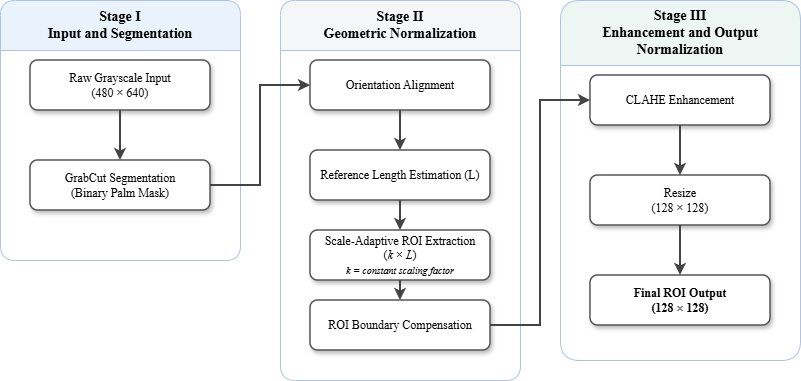 Stage I
Input and Segmentation
Raw Grayscale Input
(480 × 640)
GrabCut Segmentation
(Binary Palm Mask)
Stage II
Geometric Normalization
Orientation Alignment
Reference Length Estimation (L)
Scale-Adaptive ROI Extraction
(k × L)
k = constant scaling factor
ROI Boundary Compensation
Stage III
Enhancement and Output
Normalization
CLAHE Enhancement
Resize
(128 × 128)
Final ROI Output
(128 × 128)